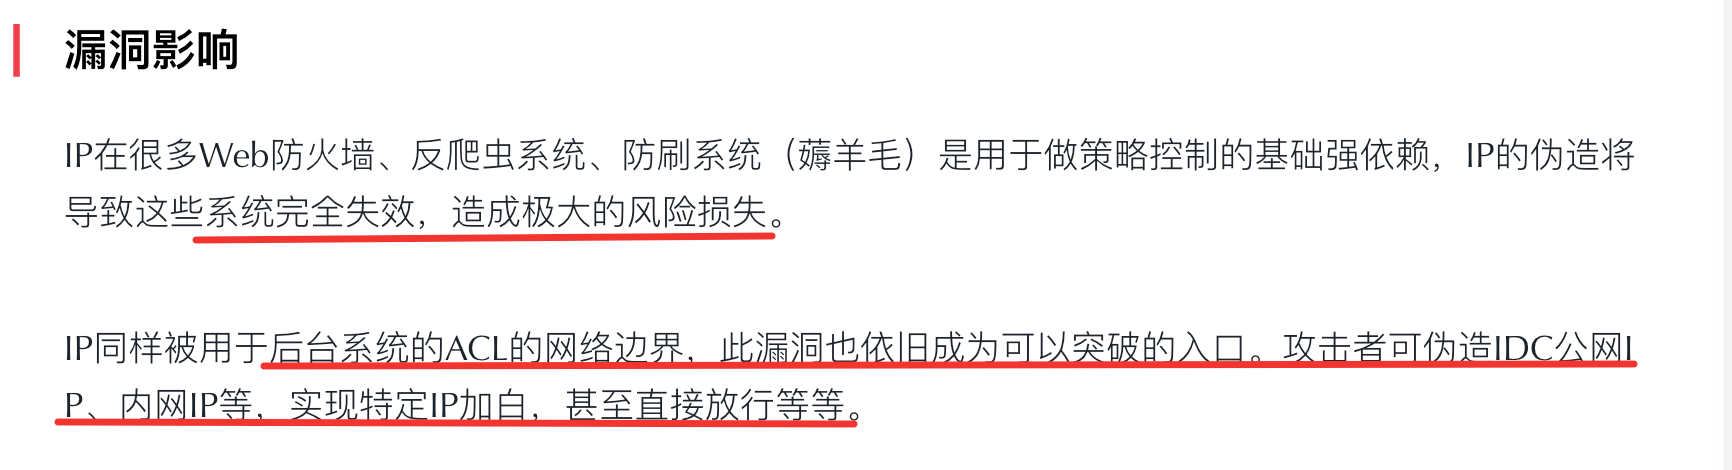 漏洞影响
IP在很多Web防火墙、反爬虫系统、防刷系统（薅羊毛）是用于做策略控制的基础强依赖，IP的伪造将
导致这些系统完全失效，造成极大的风险损失。
IP同样被用于后台系统的ACL的网络边界，此漏洞也依旧成为可以突破的入口。攻击者可伪造IDC公网I
P、内网IP等，实现特定IP加白，甚至直接放行等等。